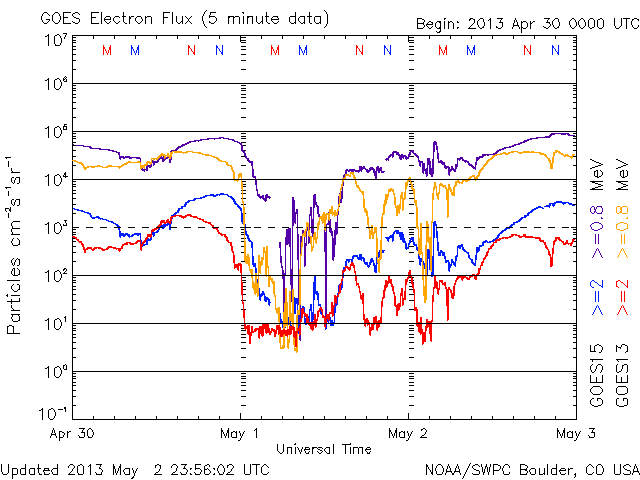 GOES Electron Flux (5 minute data)
Begin: 2013 Apr 30 0000 UTC
10⁷
M M N N M M N N M M N N
10⁶
10⁵
10⁴
10³
10²
10¹
10⁰
10⁻¹
Particles cm⁻²s⁻¹sr⁻¹
Apr 30 May 1 May 2 May 3
Universal Time
GOES15 >=2 >=0.8 MeV
GOES13 >=2 >=0.8 MeV
Updated 2013 May 2 23:56:02 UTC
NOAA/SWPC Boulder, CO USA